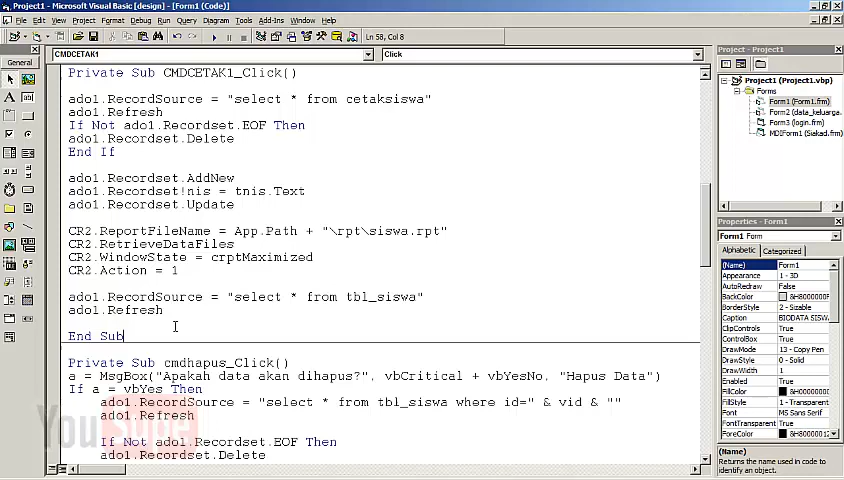 Project1 - Microsoft Visual Basic [design] - [Form1 (Code)]
File Edit View Project Format Debug Run Query Diagram Tools Add-Ins Window Help
Ln 58, Col 8
General
CMDCETAK1 Click
Private Sub CMDCETAK1_Click()
ado1.RecordSource = "select * from cetaksiswa"
ado1.Refresh
If Not ado1.Recordset.EOF Then
ado1.Recordset.Delete
End If
ado1.Recordset.AddNew
ado1.Recordset!nis = tnis.Text
ado1.Recordset.Update
CR2.ReportFileName = App.Path + "\rpt\siswa.rpt"
CR2.RetrieveDataFiles
CR2.WindowState = crptMaximized
CR2.Action = 1
ado1.RecordSource = "select * from tbl_siswa"
ado1.Refresh
End Sub
Private Sub cmdhapus_Click()
a = MsgBox("Apakah data akan dihapus?", vbCritical + vbYesNo, "Hapus Data")
If a = vbYes Then
ado1.RecordSource = "select * from tbl_siswa where id=" & vid & ""
ado1.Refresh
If Not ado1.Recordset.EOF Then
ado1.Recordset.Delete
Project - Project1
Project1 (Project1.vbp)
Forms
Form1 (Form1.frm)
Form2 (data_keluarga.
Form3 (login.frm)
MDIForm1 (Siakad.
Properties - Form1
Form1 Form
Alphabetic Categorized
(Name) Form1
Appearance 1 - 3D
AutoRedraw False
BackColor &H8000000F
BorderStyle 2 - Sizable
Caption BIODATA SISWA
ClipControls True
ControlBox True
DrawMode 13 - Copy Pen
DrawStyle 0 - Solid
DrawWidth 1
Enabled True
FillColor &H00000000
FillStyle 1 - Transparent
Font MS Sans Serif
FontTransparent True
ForeColor &H80000012
(Name)
Returns the name used in code to
identify an object.